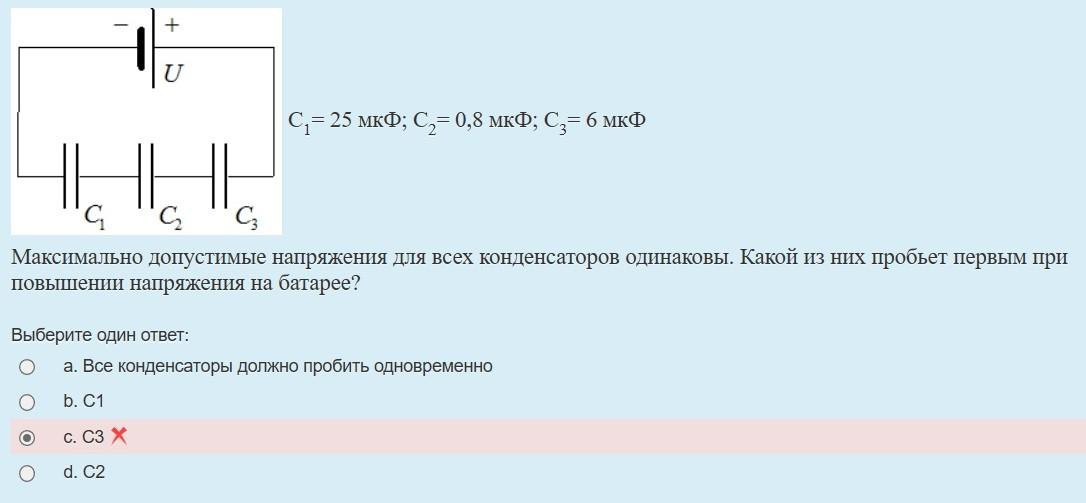 − +
U
C1= 25 мкФ; C2= 0,8 мкФ; C3= 6 мкФ
C1 C2 C3
Максимально допустимые напряжения для всех конденсаторов одинаковы. Какой из них пробьет первым при
повышении напряжения на батарее?
Выберите один ответ:
a. Все конденсаторы должно пробить одновременно
b. C1
c. C3
d. C2